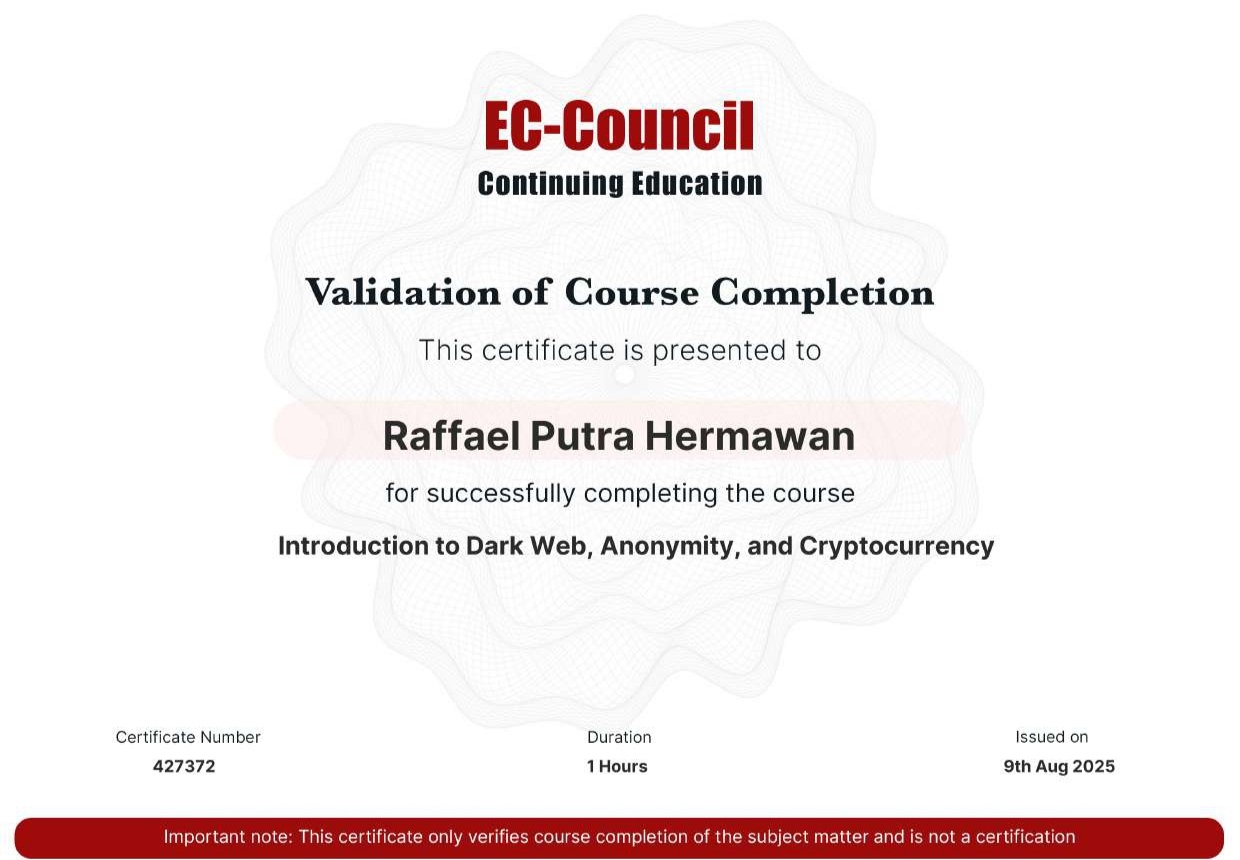 EC-Council
Continuing Education
Validation of Course Completion
This certificate is presented to
Raffael Putra Hermawan
for successfully completing the course
Introduction to Dark Web, Anonymity, and Cryptocurrency
Certificate Number
427372
Duration
1 Hours
Issued on
9th Aug 2025
Important note: This certificate only verifies course completion of the subject matter and is not a certification